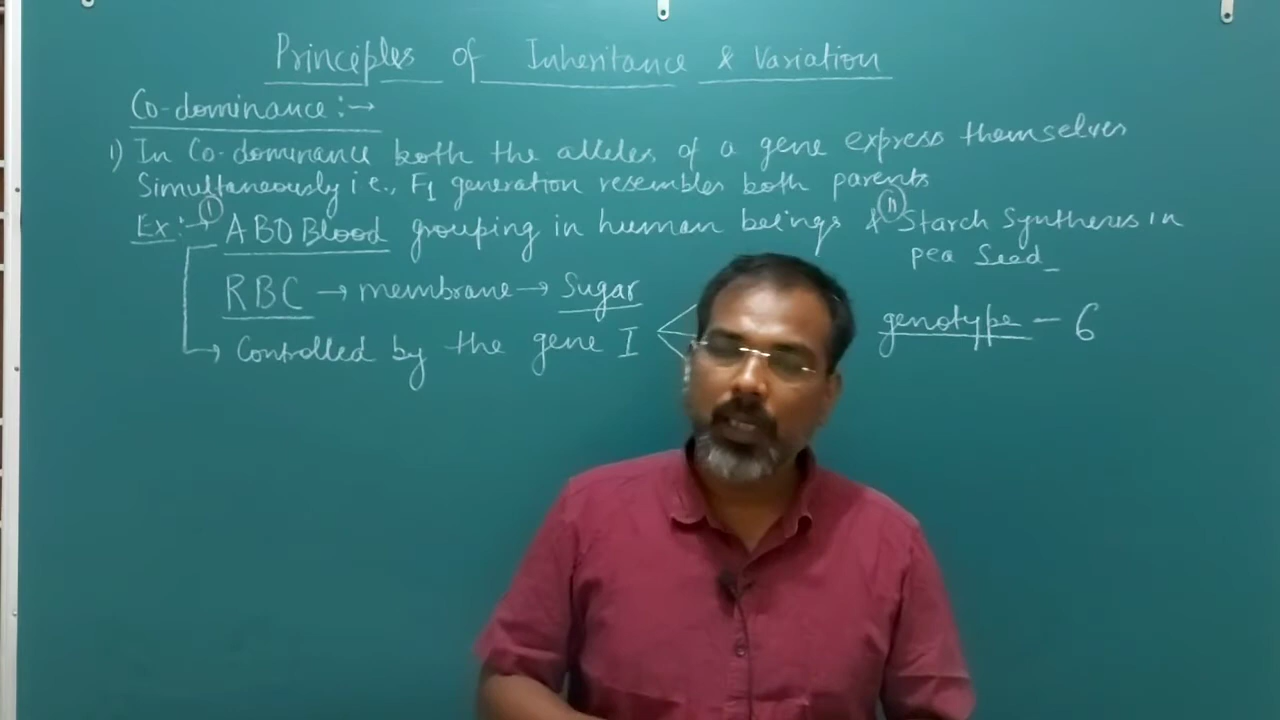 Principles of Inheritance & Variation
Co-dominance :→
1) In Co-dominance both the alleles of a gene express themselves
Simultaneously i.e., F1 generation resembles both parents
Ex:→ (I) ABO Blood grouping in human beings & (II) Starch Synthesis in
pea Seed
RBC → membrane → Sugar
genotype - 6
→ Controlled by the gene I